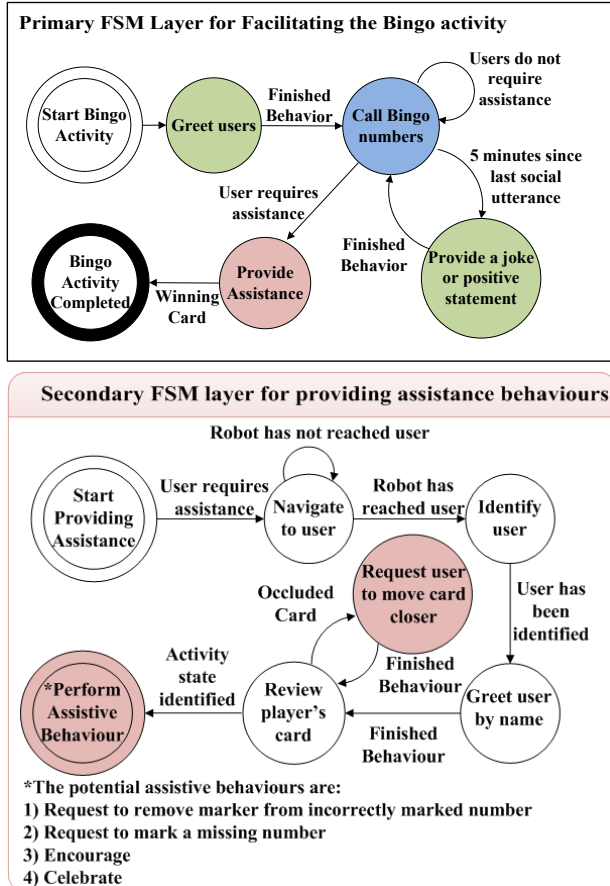 Primary FSM Layer for Facilitating the Bingo activity
Users do not
require
assistance
Start Bingo
Activity
Greet users
Finished
Behavior
Call Bingo
numbers
5 minutes since
last social
utterance
User requires
assistance
Finished
Behavior
Provide a joke
or positive
statement
Bingo
Activity
Completed
Winning
Card
Provide
Assistance
Secondary FSM layer for providing assistance behaviours
Robot has not reached user
Start
Providing
Assistance
User requires
assistance
Navigate
to user
Robot has
reached user
Identify
user
Request user
to move card
closer
Occluded
Card
User has
been
identified
Activity
state
identified
Finished
Behaviour
*Perform
Assistive
Behaviour
Review
player's
card
Finished
Behaviour
Greet user
by name
*The potential assistive behaviours are:
1) Request to remove marker from incorrectly marked number
2) Request to mark a missing number
3) Encourage
4) Celebrate